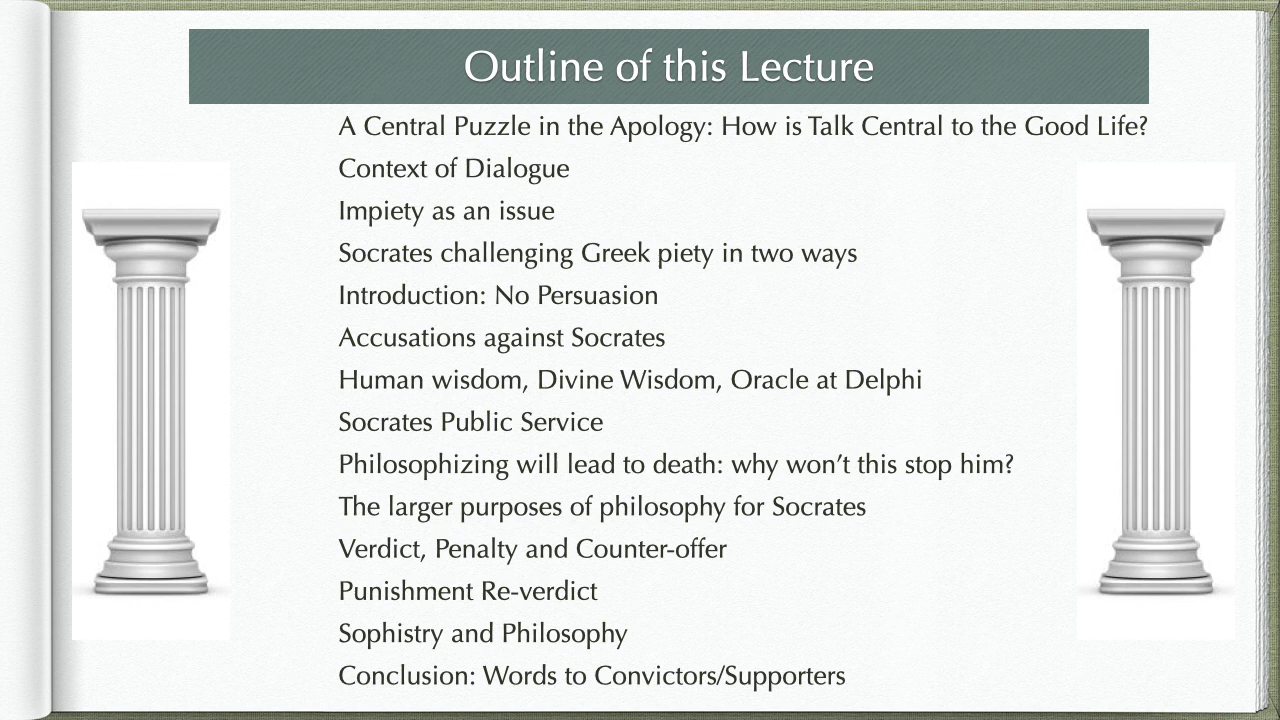 Outline of this Lecture
A Central Puzzle in the Apology: How is Talk Central to the Good Life?
Context of Dialogue
Impiety as an issue
Socrates challenging Greek piety in two ways
Introduction: No Persuasion
Accusations against Socrates
Human wisdom, Divine Wisdom, Oracle at Delphi
Socrates Public Service
Philosophizing will lead to death: why won’t this stop him?
The larger purposes of philosophy for Socrates
Verdict, Penalty and Counter-offer
Punishment Re-verdict
Sophistry and Philosophy
Conclusion: Words to Convictors/Supporters